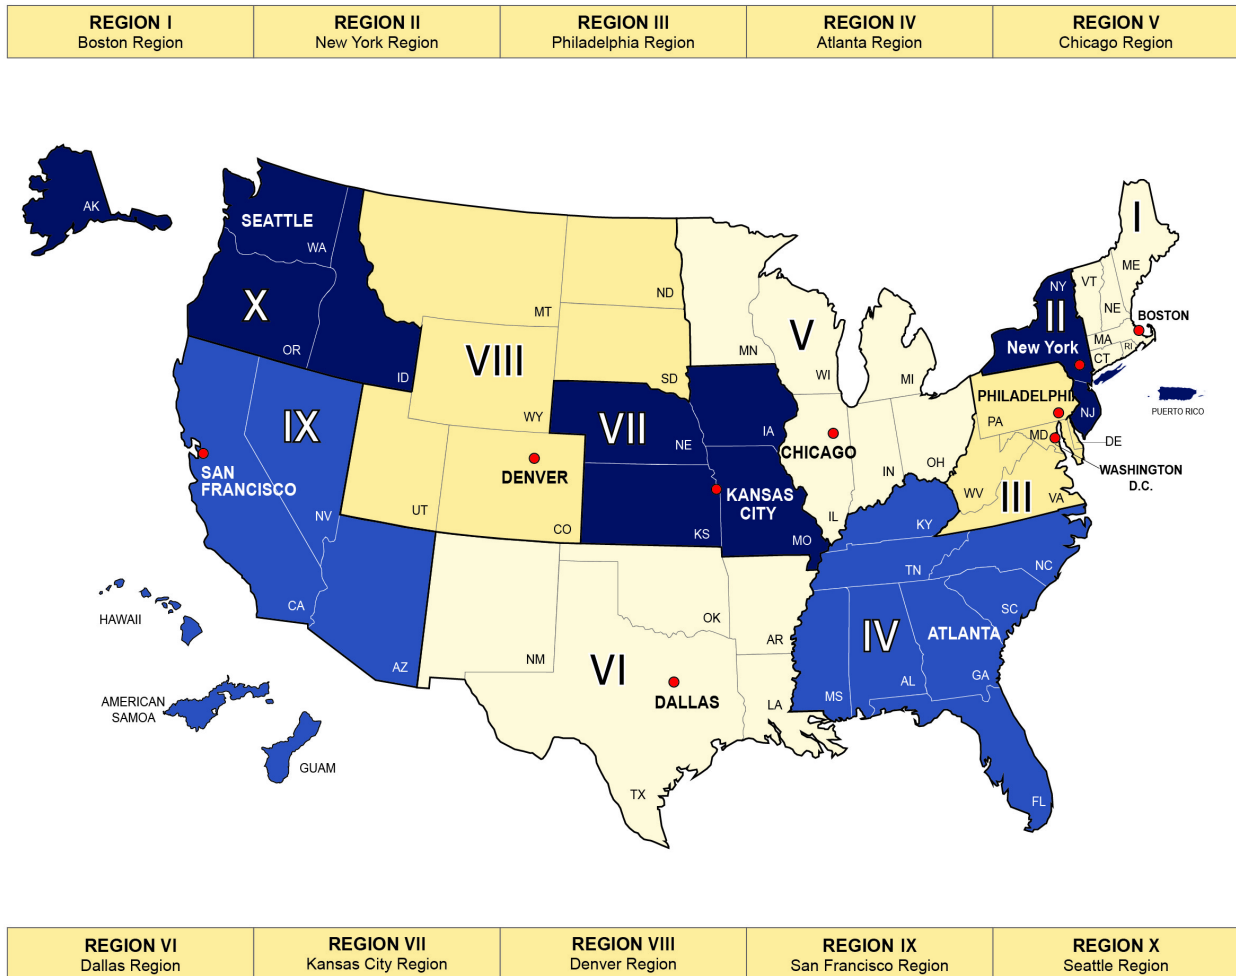 REGION I
Boston Region
REGION II
New York Region
REGION III
Philadelphia Region
REGION IV
Atlanta Region
REGION V
Chicago Region
AK
SEATTLE
WA
X
OR
ID
MT
ND
VIII
SD
WY
MN
V
WI
MI
I
ME
VT
NE
NY
II
New York
BOSTON
MA
CT
RI
PUERTO RICO
PHILADELPHI
PA
NJ
MD
DE
WASHINGTON
D.C.
WV
III
VA
IX
SAN
FRANCISCO
NV
CA
UT
DENVER
CO
VII
NE
IA
KS
KANSAS
CITY
MO
CHICAGO
IL
IN
OH
KY
TN
NC
SC
ATLANTA
IV
MS
AL
GA
FL
AZ
NM
OK
AR
VI
DALLAS
LA
TX
HAWAII
AMERICAN
SAMOA
GUAM
REGION VI
Dallas Region
REGION VII
Kansas City Region
REGION VIII
Denver Region
REGION IX
San Francisco Region
REGION X
Seattle Region